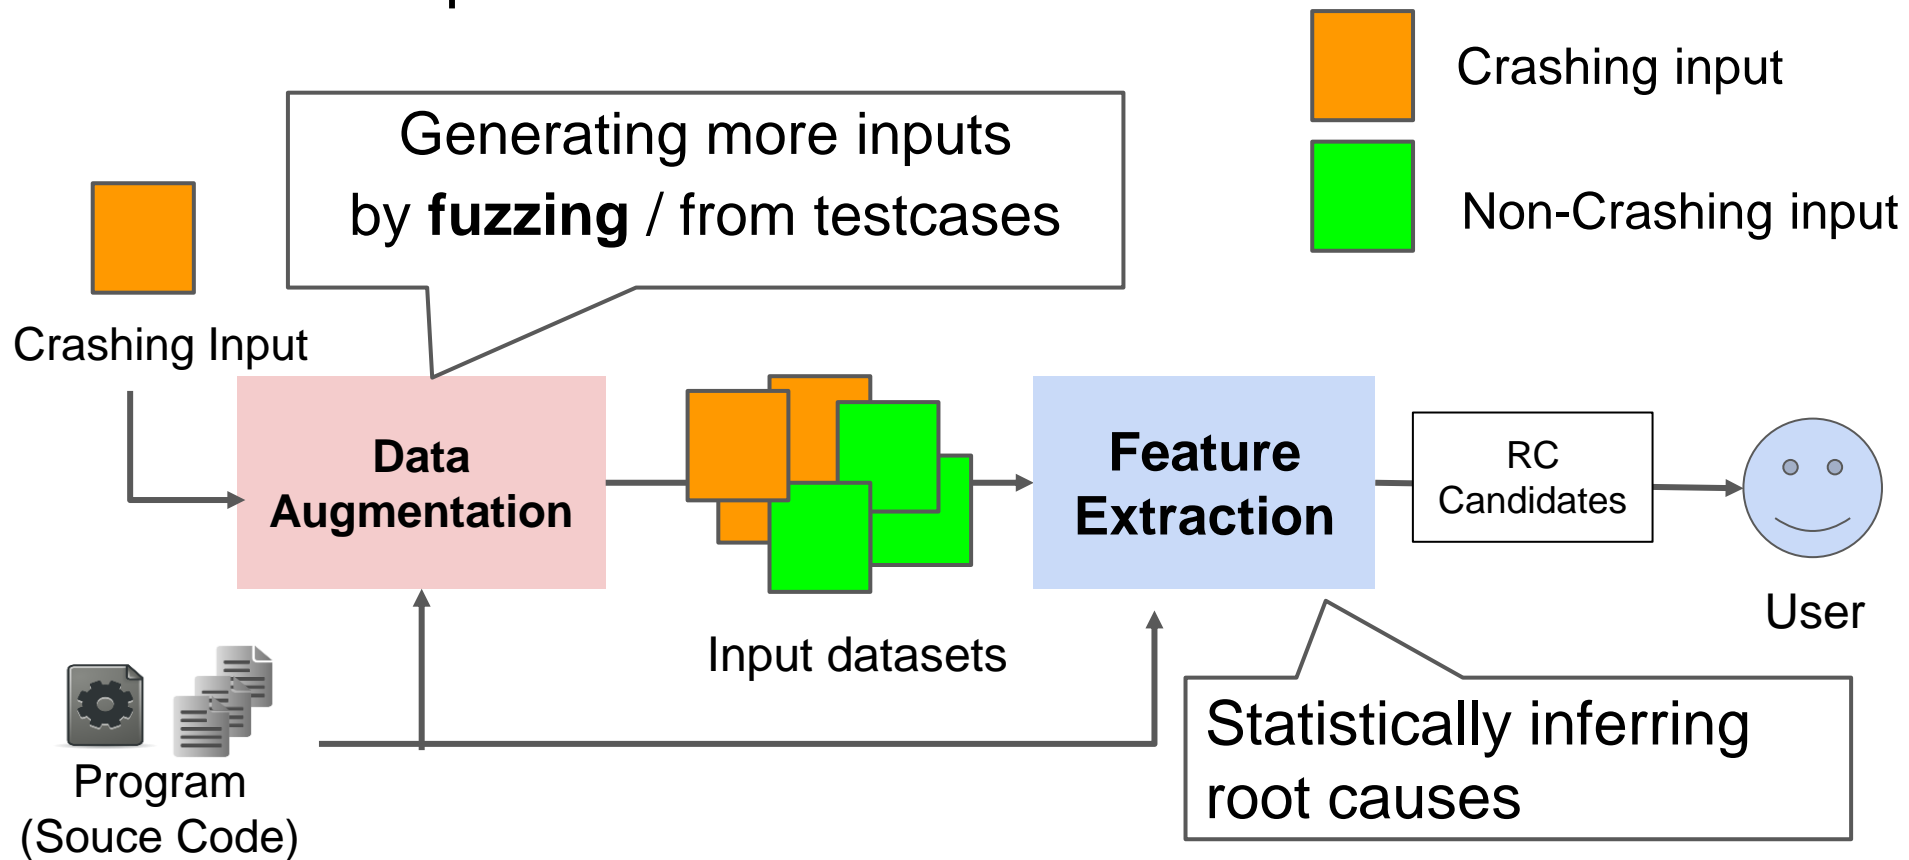 Crashing input
Non-Crashing input
Generating more inputs
by fuzzing / from testcases
Crashing Input
Data
Augmentation
Input datasets
Feature
Extraction
RC
Candidates
User
Program
(Souce Code)
Statistically inferring
root causes